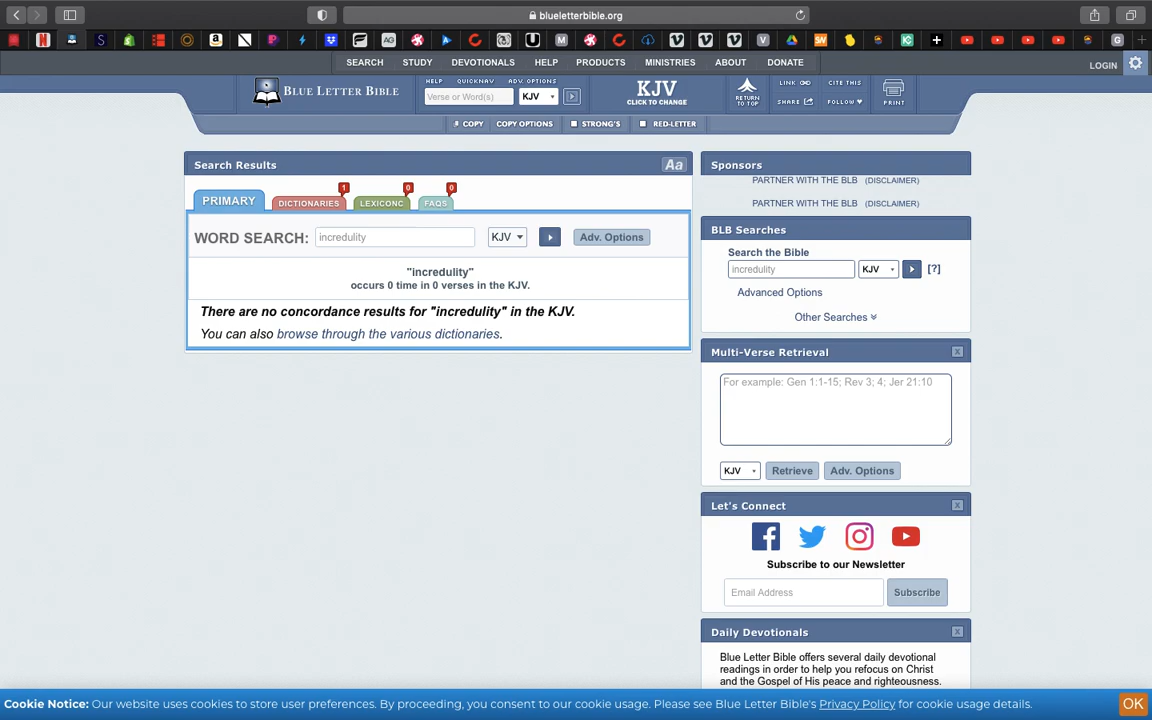 blueletterbible.org
SEARCH STUDY DEVOTIONALS HELP PRODUCTS MINISTRIES ABOUT DONATE LOGIN
BLUE LETTER BIBLE
HELP QUICKNAV ADV. OPTIONS
Verse or Word(s) KJV
KJV
CLICK TO CHANGE
RETURN TO TOP
LINK CITE THIS
SHARE FOLLOW
PRINT
COPY COPY OPTIONS STRONG'S RED-LETTER
Search Results Aa
1 0 0
PRIMARY DICTIONARIES LEXICONC FAQS
WORD SEARCH: incredulity KJV Adv. Options
"incredulity"
occurs 0 time in 0 verses in the KJV.
There are no concordance results for "incredulity" in the KJV.
You can also browse through the various dictionaries.
Sponsors
PARTNER WITH THE BLB (DISCLAIMER)
PARTNER WITH THE BLB (DISCLAIMER)
BLB Searches
Search the Bible
incredulity KJV [?]
Advanced Options
Other Searches
Multi-Verse Retrieval X
For example: Gen 1:1-15; Rev 3; 4; Jer 21:10
KJV Retrieve Adv. Options
Let's Connect X
Subscribe to our Newsletter
Email Address Subscribe
Daily Devotionals X
Blue Letter Bible offers several daily devotional
readings in order to help you refocus on Christ
and the Gospel of His peace and righteousness.
Cookie Notice: Our website uses cookies to store user preferences. By proceeding, you consent to our cookie usage. Please see Blue Letter Bible's Privacy Policy for cookie usage details. OK